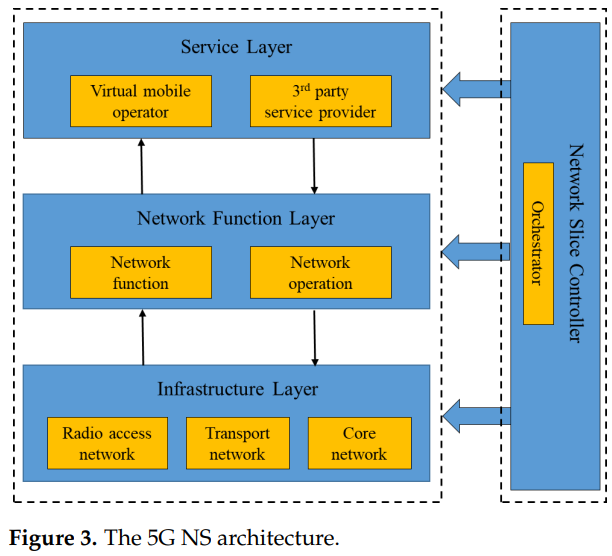 Service Layer
Virtual mobile
operator
3rd party
service provider
Network Function Layer
Network
function
Network
operation
Infrastructure Layer
Radio access
network
Transport
network
Core
network
Network Slice Controller
Orchestrator
Figure 3. The 5G NS architecture.